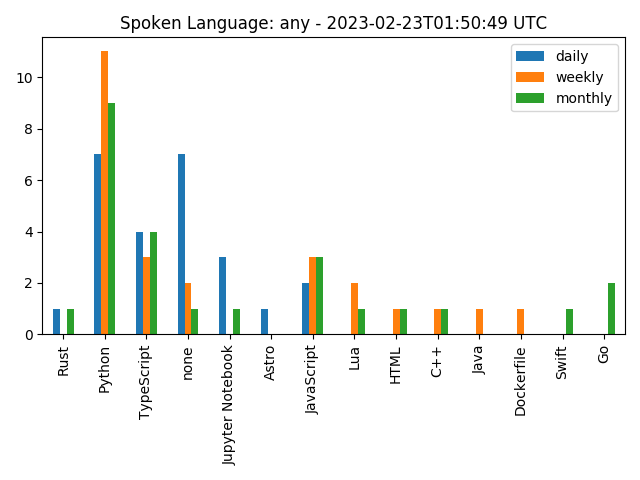 Spoken Language: any - 2023-02-23T01:50:49 UTC
daily
weekly
monthly
10
8
6
4
2
0
Rust
Python
TypeScript
none
Jupyter Notebook
Astro
JavaScript
Lua
HTML
C++
Java
Dockerfile
Swift
Go